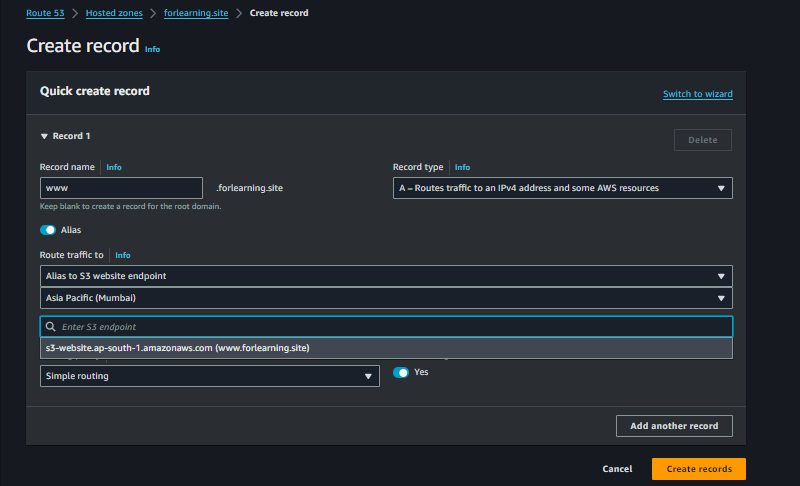 Route 53 > Hosted zones > forlearning.site > Create record
Create record Info
Quick create record
Switch to wizard
Record 1
Delete
Record name Info
Record type Info
www .forlearning.site
A – Routes traffic to an IPv4 address and some AWS resources
Keep blank to create a record for the root domain.
Alias
Route traffic to Info
Alias to S3 website endpoint
Asia Pacific (Mumbai)
Enter S3 endpoint
s3-website.ap-south-1.amazonaws.com (www.forlearning.site)
Simple routing
Yes
Add another record
Cancel
Create records